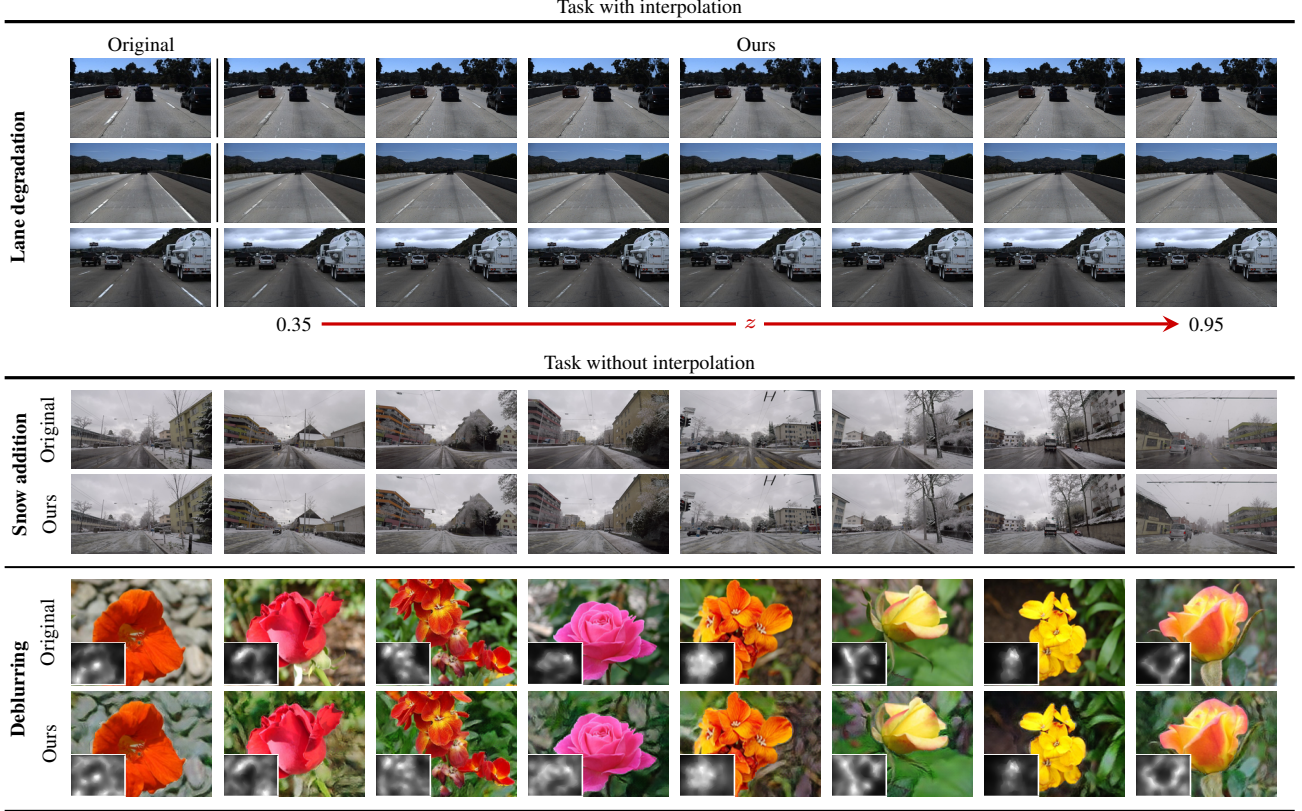 Task with interpolation
Original
Ours
Lane degradation
0.35
z
0.95
Task without interpolation
Snow addition
Original
Ours
Deblurring
Original
Ours